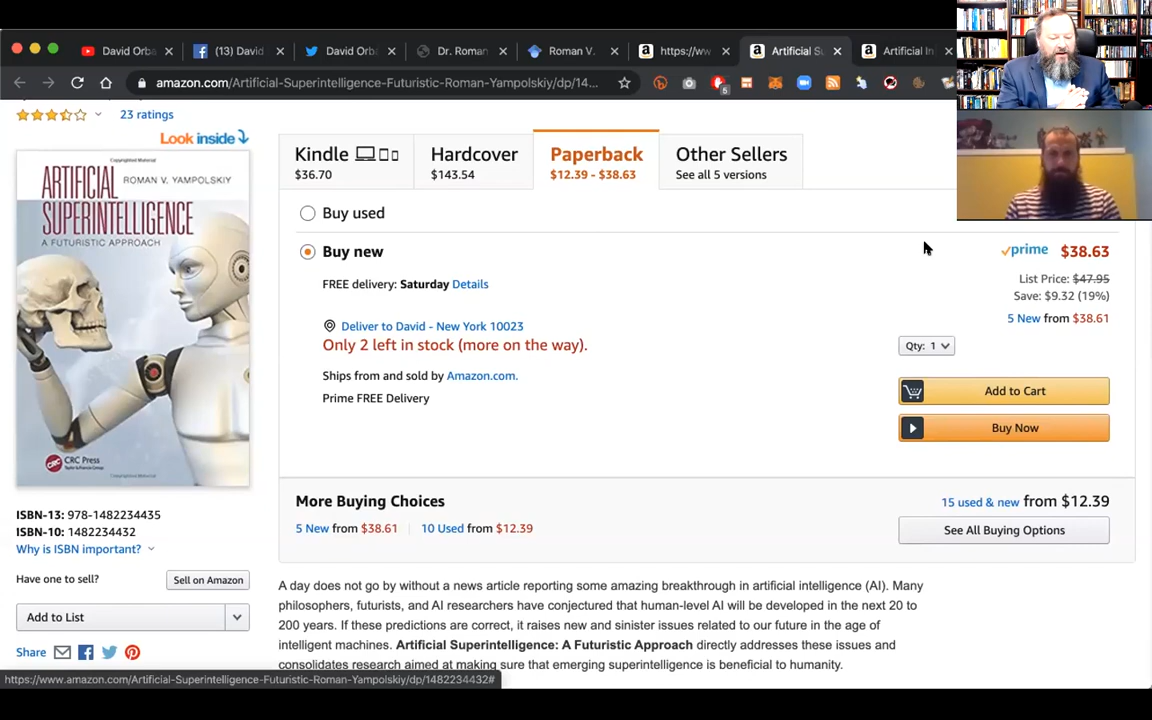 David Orba
(13) David
David Orba
Dr. Roman
Roman V.
https://ww
Artificial Su
Artificial In
amazon.com/Artificial-Superintelligence-Futuristic-Roman-Yampolskiy/dp/14...
6
23 ratings
Look inside
ARTIFICIAL
ROMAN V. YAMPOLSKIY
SUPERINTELLIGENCE
A FUTURISTIC APPROACH
CRC Press
ISBN-13: 978-1482234435
ISBN-10: 1482234432
Why is ISBN important?
Have one to sell?
Sell on Amazon
Add to List
Share
Kindle
$36.70
Hardcover
$143.54
Paperback
$12.39 - $38.63
Other Sellers
See all 5 versions
Buy used
Buy new
prime $38.63
FREE delivery: Saturday Details
List Price: $47.95
Save: $9.32 (19%)
5 New from $38.61
Deliver to David - New York 10023
Only 2 left in stock (more on the way).
Qty: 1
Ships from and sold by Amazon.com.
Add to Cart
Prime FREE Delivery
Buy Now
More Buying Choices
15 used & new from $12.39
5 New from $38.61 | 10 Used from $12.39
See All Buying Options
A day does not go by without a news article reporting some amazing breakthrough in artificial intelligence (AI). Many
philosophers, futurists, and AI researchers have conjectured that human-level AI will be developed in the next 20 to
200 years. If these predictions are correct, it raises new and sinister issues related to our future in the age of
intelligent machines. Artificial Superintelligence: A Futuristic Approach directly addresses these issues and
consolidates research aimed at making sure that emerging superintelligence is beneficial to humanity.
https://www.amazon.com/Artificial-Superintelligence-Futuristic-Roman-Yampolskiy/dp/1482234432#